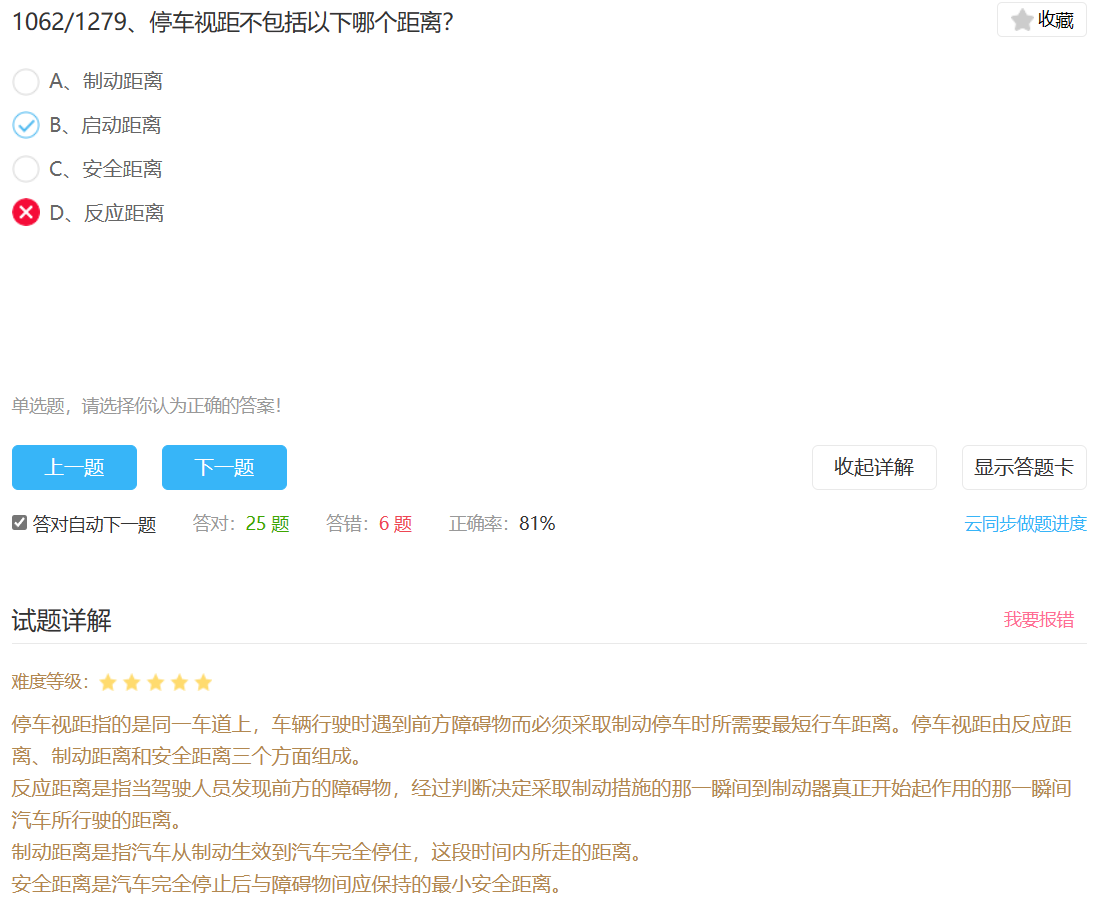 1062/1279、停车视距不包括以下哪个距离?
收藏
A、制动距离
B、启动距离
C、安全距离
D、反应距离
单选题，请选择你认为正确的答案!
上一题
下一题
收起详解
显示答题卡
答对自动下一题 答对：25 题 答错：6 题 正确率：81%
云同步做题进度
试题详解
我要报错
难度等级：
停车视距指的是同一车道上，车辆行驶时遇到前方障碍物而必须采取制动停车时所需要最短行车距离。停车视距由反应距
离、制动距离和安全距离三个方面组成。
反应距离是指当驾驶人员发现前方的障碍物，经过判断决定采取制动措施的那一瞬间到制动器真正开始起作用的那一瞬间
汽车所行驶的距离。
制动距离是指汽车从制动生效到汽车完全停住，这段时间内所走的距离。
安全距离是汽车完全停止后与障碍物间应保持的最小安全距离。